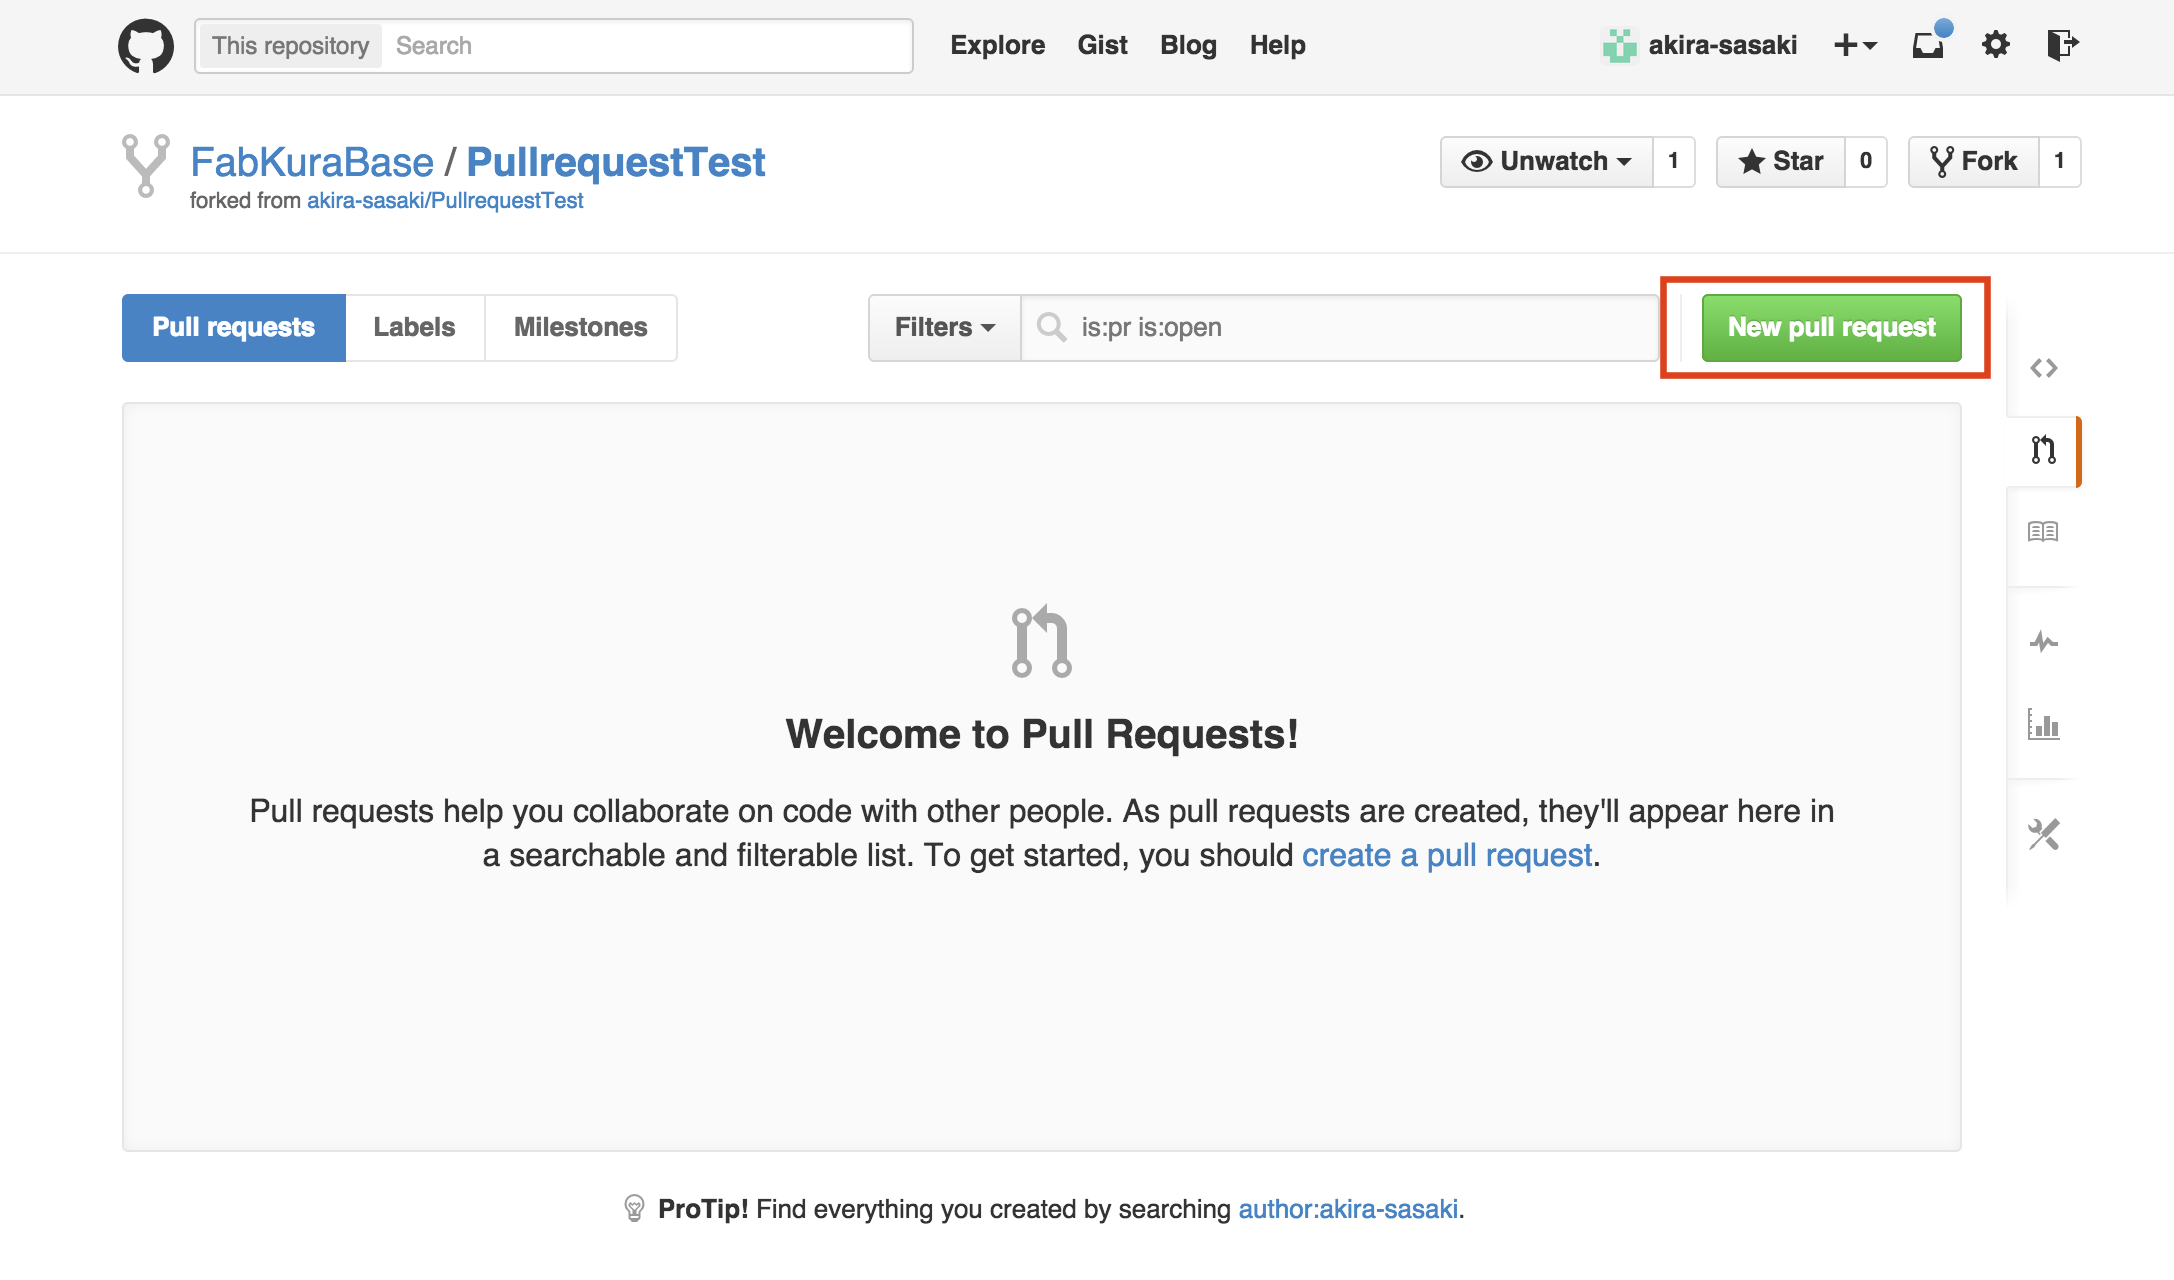 This repository Search Explore Gist Blog Help akira-sasaki
FabKuraBase / PullrequestTest Unwatch 1 Star 0 Fork 1
forked from akira-sasaki/PullrequestTest
Pull requests Labels Milestones Filters is:pr is:open New pull request
Welcome to Pull Requests!
Pull requests help you collaborate on code with other people. As pull requests are created, they'll appear here in
a searchable and filterable list. To get started, you should create a pull request.
ProTip! Find everything you created by searching author:akira-sasaki.